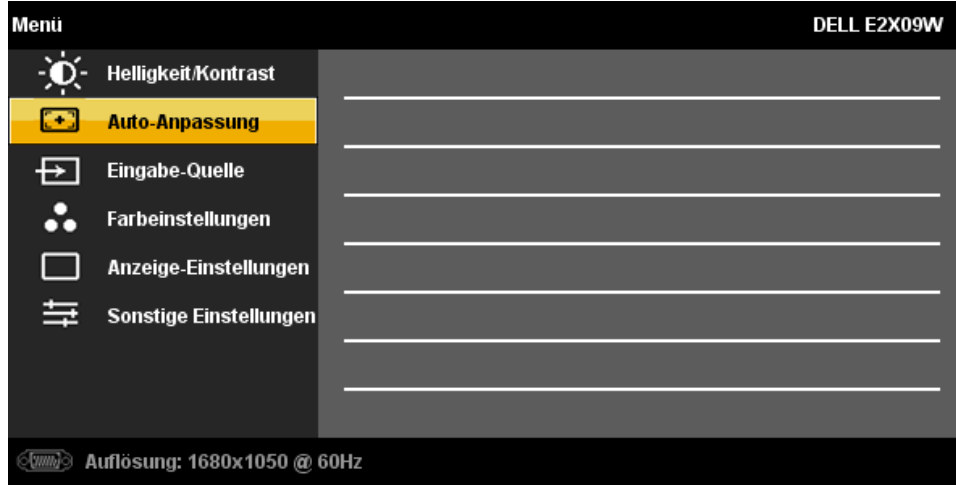 Menü DELL E2X09W
Helligkeit/Kontrast
Auto-Anpassung
Eingabe-Quelle
Farbeinstellungen
Anzeige-Einstellungen
Sonstige Einstellungen
Auflösung: 1680x1050 @ 60Hz